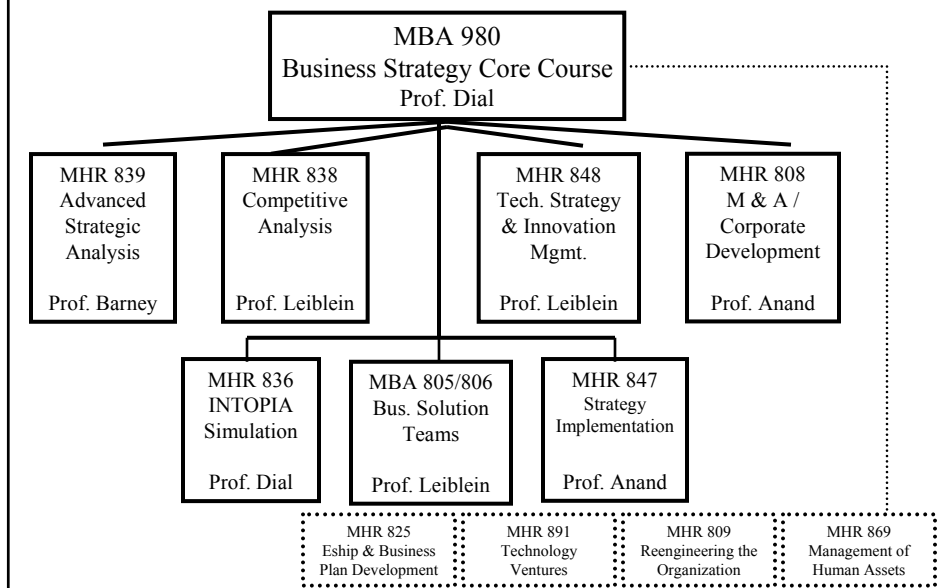 MBA 980
Business Strategy Core Course
Prof. Dial
MHR 839
Advanced
Strategic
Analysis
Prof. Barney
MHR 838
Competitive
Analysis
Prof. Leiblein
MHR 848
Tech. Strategy
& Innovation
Mgmt.
Prof. Leiblein
MHR 808
M & A /
Corporate
Development
Prof. Anand
MHR 836
INTOPIA
Simulation
Prof. Dial
MBA 805/806
Bus. Solution
Teams
Prof. Leiblein
MHR 847
Strategy
Implementation
Prof. Anand
MHR 825
Eship & Business
Plan Development
MHR 891
Technology
Ventures
MHR 809
Reengineering the
Organization
MHR 869
Management of
Human Assets